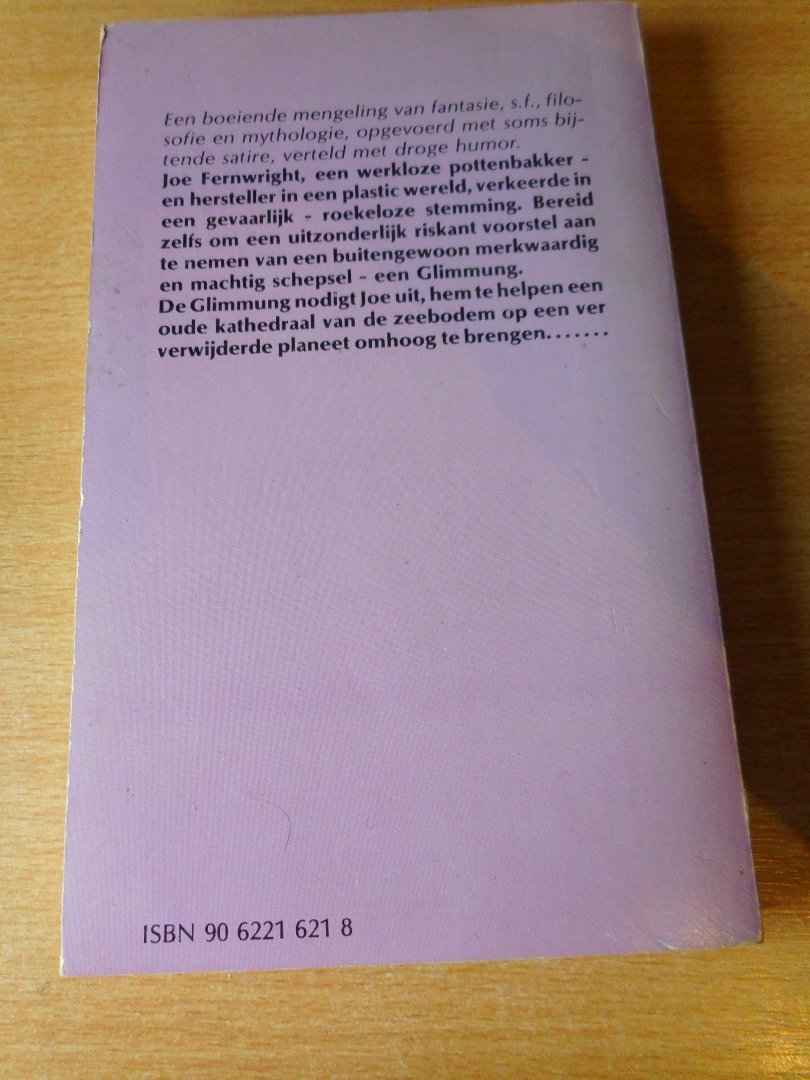 Een boeiende mengeling van fantasie, s.f., filo-
sofie en mythologie, opgevoerd met soms bij-
tende satire, verteld met droge humor.
Joe Fernwright, een werkloze pottenbakker -
en hersteller in een plastic wereld, verkeerde in
een gevaarlijk - roekeloze stemming. Bereid
zelfs om een uitzonderlijk riskant voorstel aan
te nemen van een buitengewoon merkwaardig
en machtig schepsel - een Glimmung.
De Glimmung nodigt Joe uit, hem te helpen een
oude kathedraal van de zeebodem op een ver
verwijderde planeet omhoog te brengen.......
ISBN 90 6221 621 8